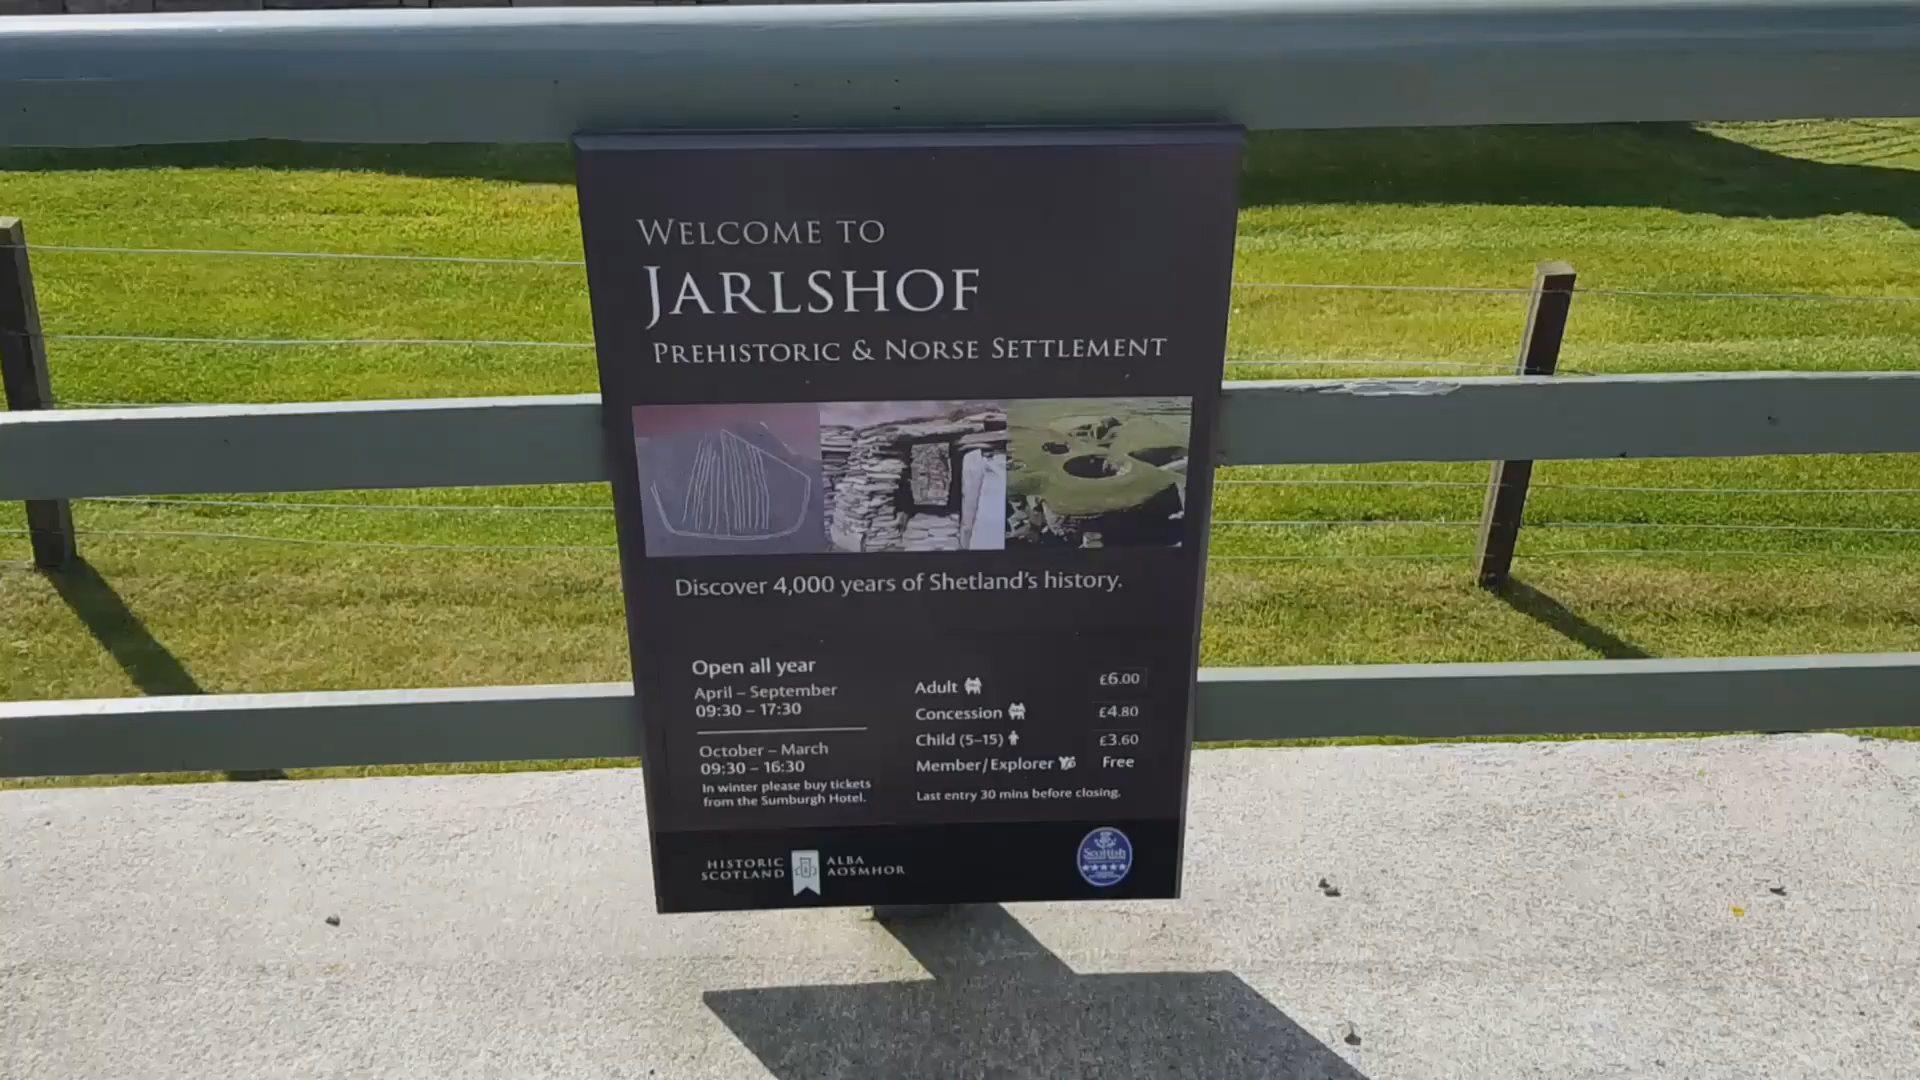 WELCOME TO
JARLSHOF
PREHISTORIC & NORSE SETTLEMENT
Discover 4,000 years of Shetland's history.
Open all year
April – September
09:30 – 17:30
October – March
09:30 – 16:30
In winter please buy tickets
from the Sumburgh Hotel.
Adult £6.00
Concession £4.80
Child (5–15) £3.60
Member/Explorer Free
Last entry 30 mins before closing.
HISTORIC SCOTLAND
ALBA AOSMHOR
Scottish